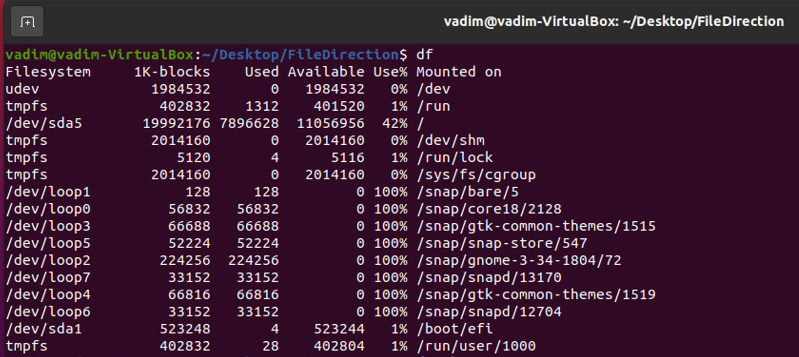 vadim@vadim-VirtualBox: ~/Desktop/FileDirection
vadim@vadim-VirtualBox:~/Desktop/FileDirection$ df
Filesystem     1K-blocks    Used Available Use% Mounted on
udev             1984532       0   1984532   0% /dev
tmpfs             402832    1312    401520   1% /run
/dev/sda5       19992176 7896628  11056956  42% /
tmpfs            2014160       0   2014160   0% /dev/shm
tmpfs               5120       4      5116   1% /run/lock
tmpfs            2014160       0   2014160   0% /sys/fs/cgroup
/dev/loop1           128     128         0 100% /snap/bare/5
/dev/loop0         56832   56832         0 100% /snap/core18/2128
/dev/loop3         66688   66688         0 100% /snap/gtk-common-themes/1515
/dev/loop5         52224   52224         0 100% /snap/snap-store/547
/dev/loop2        224256  224256         0 100% /snap/gnome-3-34-1804/72
/dev/loop7         33152   33152         0 100% /snap/snapd/13170
/dev/loop4         66816   66816         0 100% /snap/gtk-common-themes/1519
/dev/loop6         33152   33152         0 100% /snap/snapd/12704
/dev/sda1         523248       4    523244   1% /boot/efi
tmpfs             402832      28    402804   1% /run/user/1000